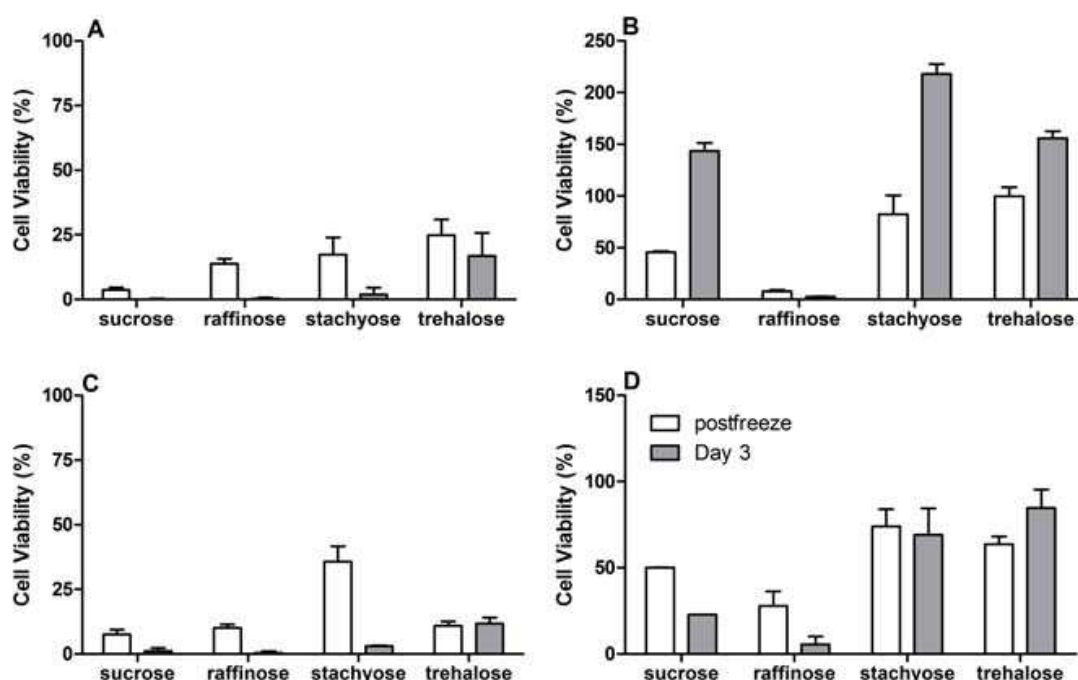 A
Cell Viability (%)
100
75
50
25
0
sucrose raffinose stachyose trehalose
B
Cell Viability (%)
250
200
150
100
50
0
sucrose raffinose stachyose trehalose
C
Cell Viability (%)
100
75
50
25
0
sucrose raffinose stachyose trehalose
D
Cell Viability (%)
150
100
50
0
postfreeze
Day 3
sucrose raffinose stachyose trehalose